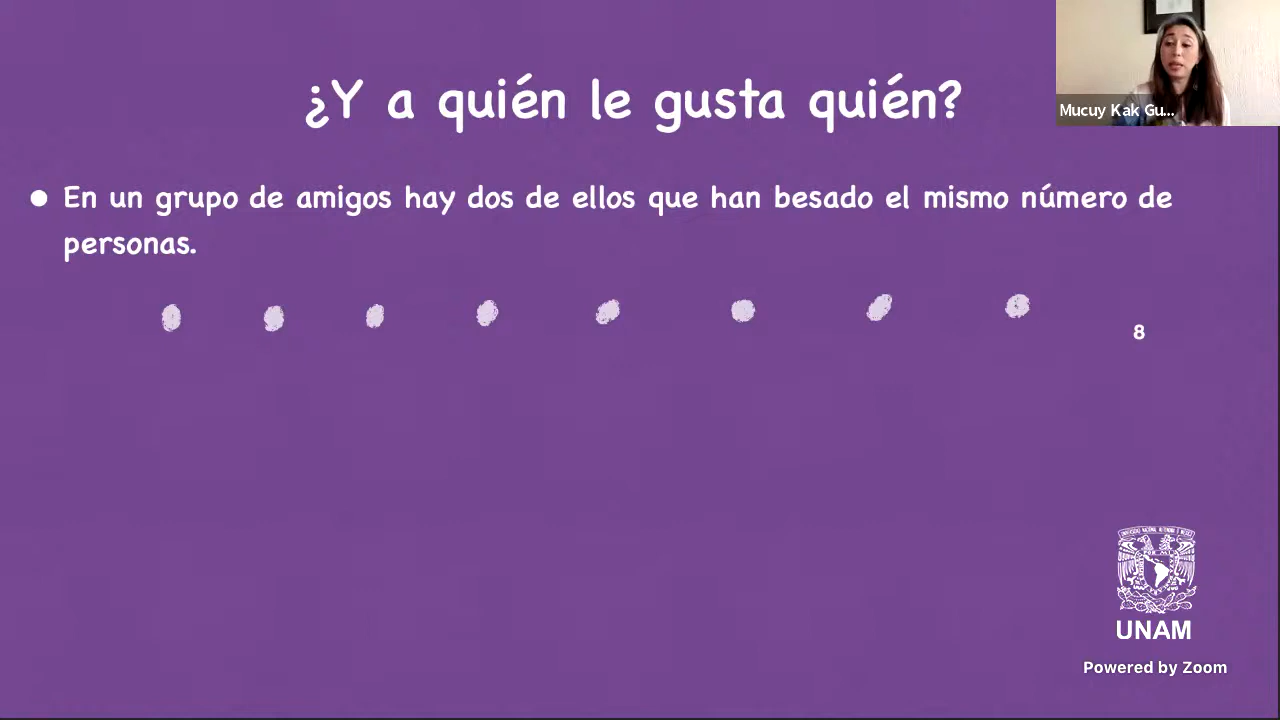 ¿Y a quién le gusta quién?
Mucuy Kak Gu...
● En un grupo de amigos hay dos de ellos que han besado el mismo número de
personas.
8
UNAM
Powered by Zoom